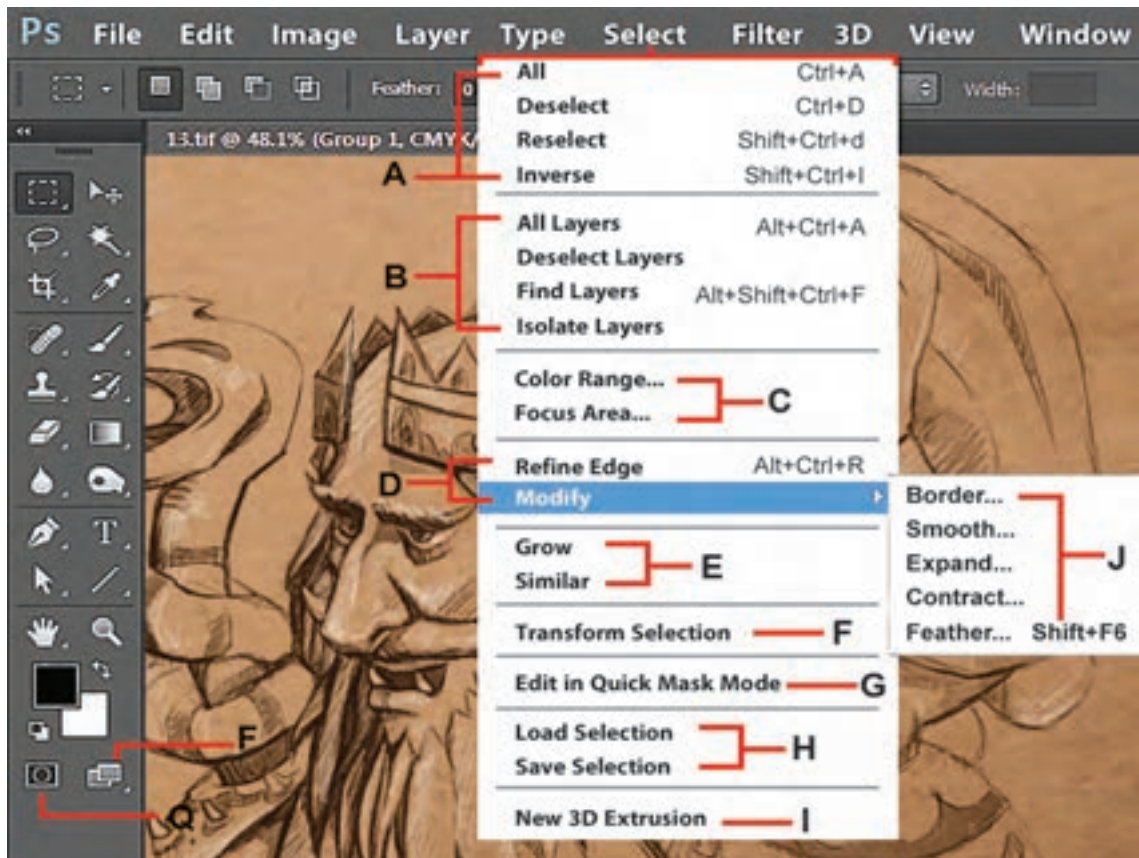 Ps File Edit Image Layer Type Select Filter 3D View Window
Feather: 0 Width:
13.tif @ 48.1% (Group 1, CMYK/
All Ctrl+A
Deselect Ctrl+D
Reselect Shift+Ctrl+d
A Inverse Shift+Ctrl+I
All Layers Alt+Ctrl+A
Deselect Layers
B
Find Layers Alt+Shift+Ctrl+F
Isolate Layers
Color Range...
C
Focus Area...
Refine Edge Alt+Ctrl+R
D
Modify
Border...
Smooth...
Expand...
J
Contract...
Feather... Shift+F6
Grow
E
Similar
Transform Selection F
Edit in Quick Mask Mode G
Load Selection
H
Save Selection
New 3D Extrusion I
T
F
Q